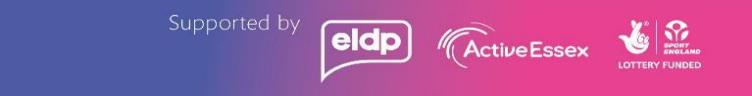 Supported by
eldp
ActiveEssex
SPORT
ENGLAND
LOTTERY FUNDED